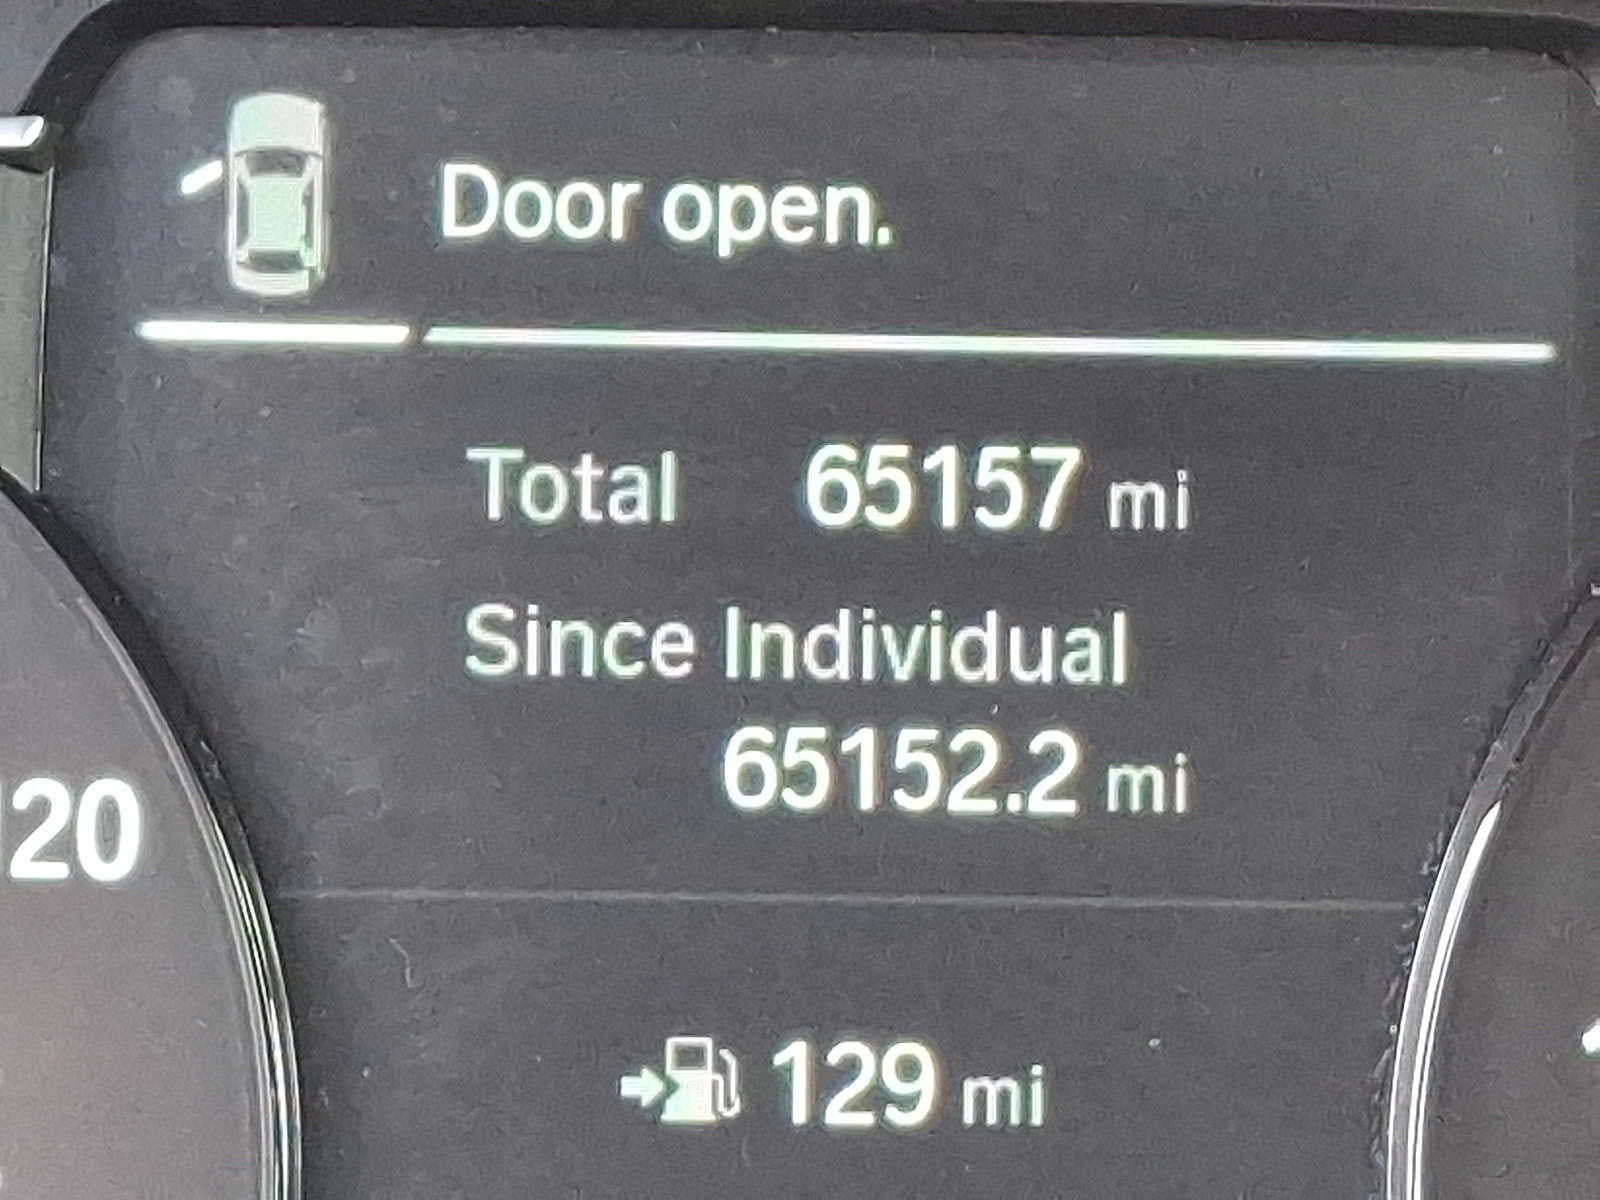 Door open.
Total 65157 mi
Since Individual
65152.2 mi
120
129 mi